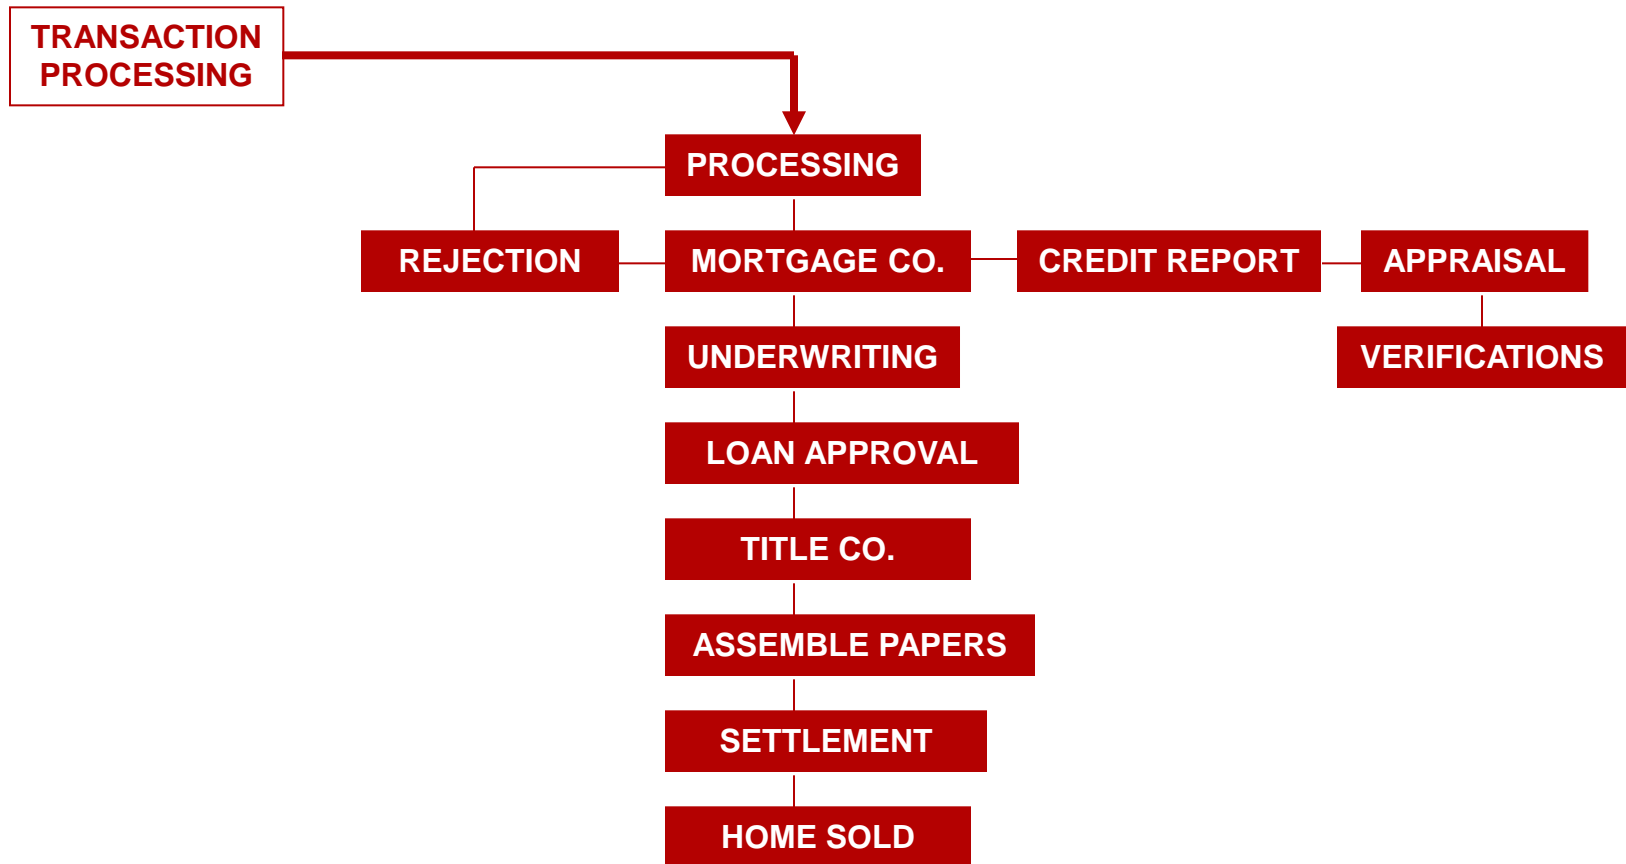 TRANSACTION
PROCESSING
PROCESSING
REJECTION
MORTGAGE CO.
CREDIT REPORT
APPRAISAL
UNDERWRITING
VERIFICATIONS
LOAN APPROVAL
TITLE CO.
ASSEMBLE PAPERS
SETTLEMENT
HOME SOLD